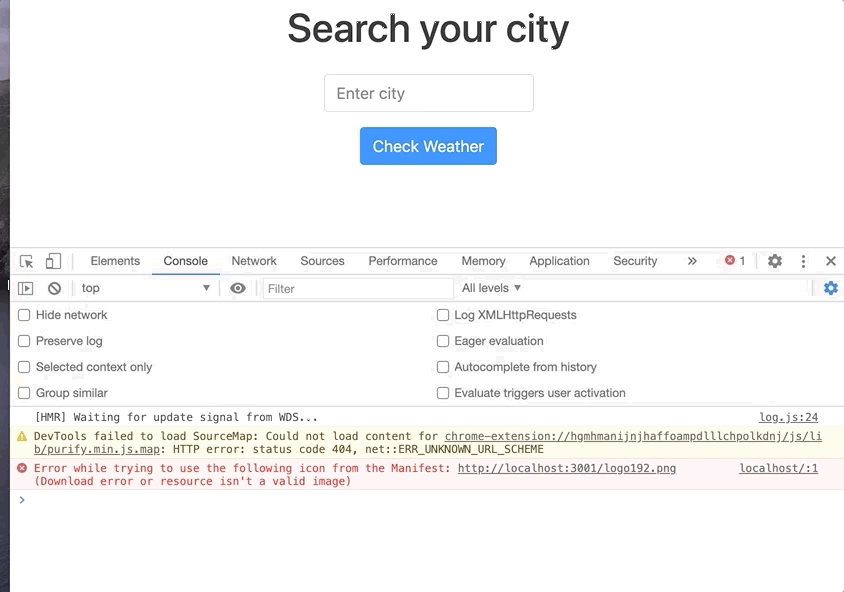 Search your city
Enter city
Check Weather
Elements Console Network Sources Performance Memory Application Security » 1
top Filter All levels
Hide network Log XMLHttpRequests
Preserve log Eager evaluation
Selected context only Autocomplete from history
Group similar Evaluate triggers user activation
[HMR] Waiting for update signal from WDS... log.js:24
DevTools failed to load SourceMap: Could not load content for chrome-extension://hgmhmanijnjhaffoampdlllchpolkdnj/js/li
b/purify.min.js.map: HTTP error: status code 404, net::ERR_UNKNOWN_URL_SCHEME
Error while trying to use the following icon from the Manifest: http://localhost:3001/logo192.png localhost/:1
(Download error or resource isn't a valid image)